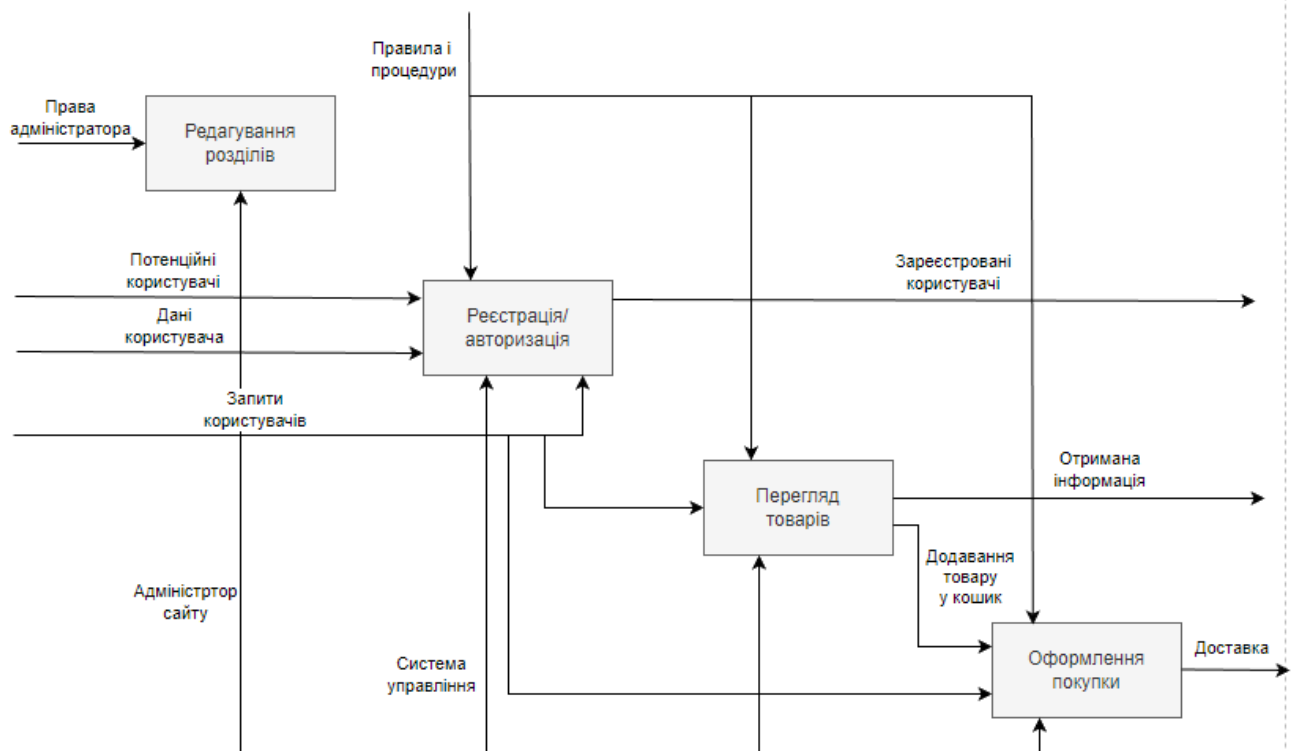 Правила і
процедури
Права
адміністратора
Редагування
розділів
Потенційні
користувачі
Зареєстровані
користувачі
Реєстрація/
авторизація
Дані
користувача
Запити
користувачів
Отримана
інформація
Перегляд
товарів
Додавання
товару
у кошик
Адміністртор
сайту
Доставка
Оформлення
покупки
Система
управління